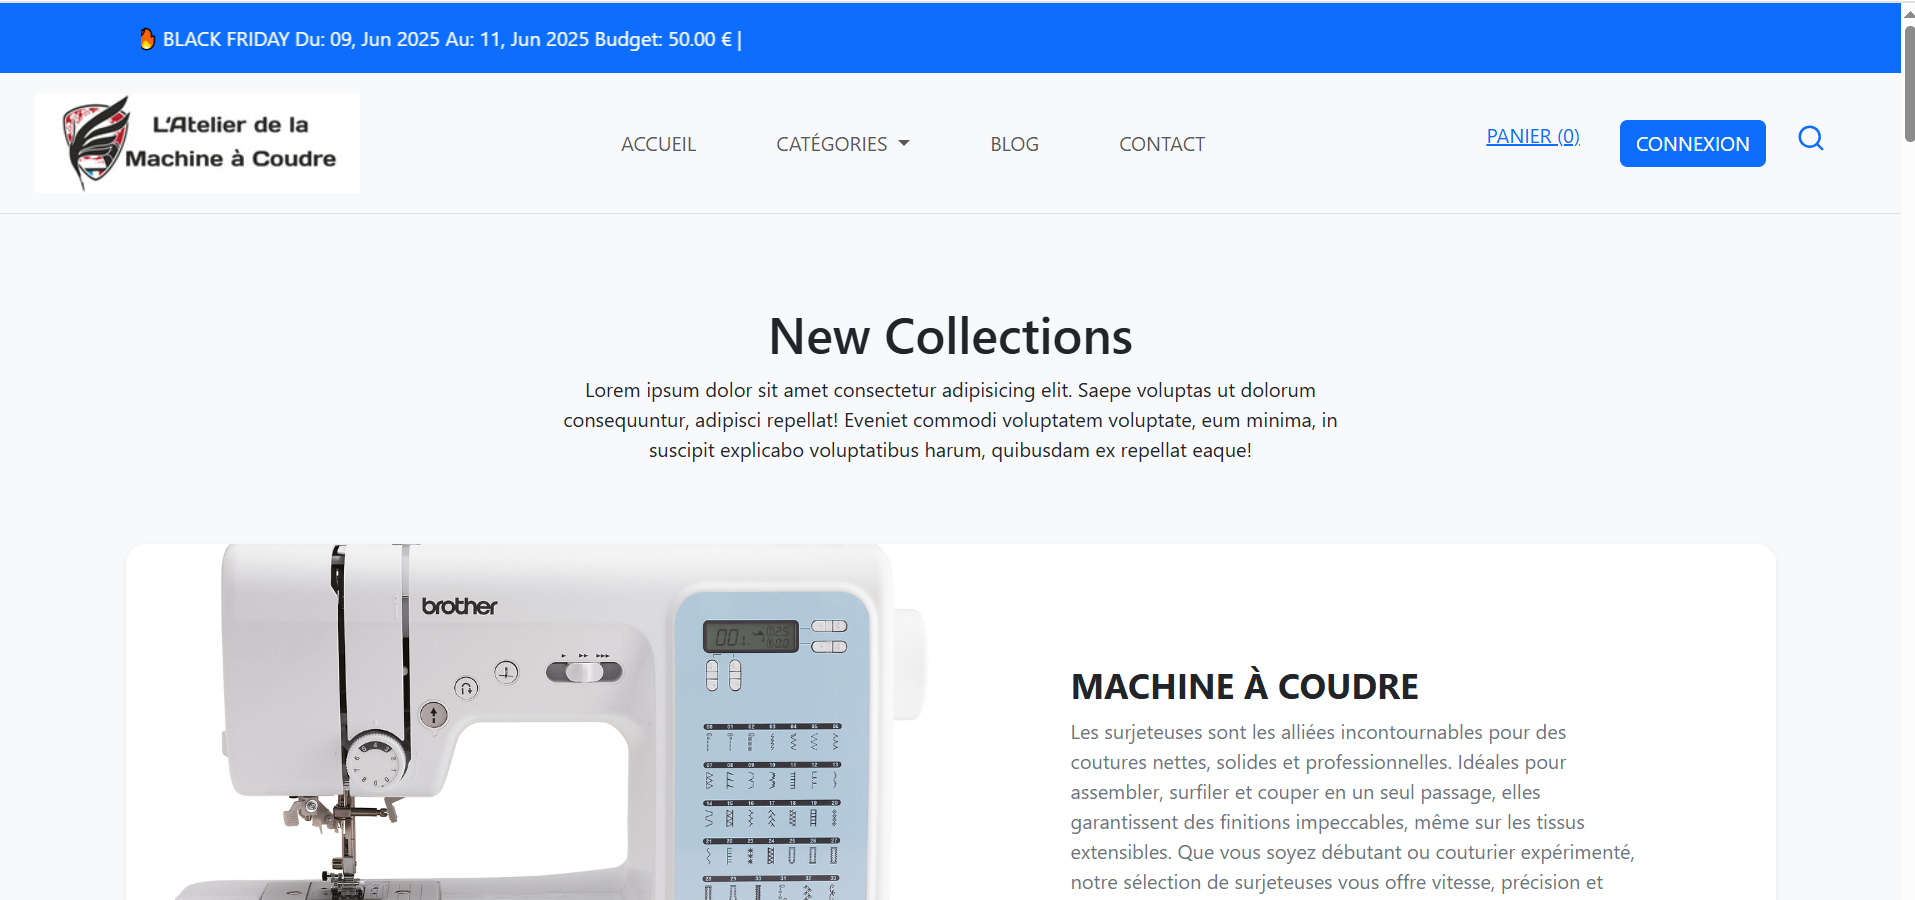 🔥 BLACK FRIDAY Du: 09, Jun 2025 Au: 11, Jun 2025 Budget: 50.00 € |
L'Atelier de la
Machine à Coudre
ACCUEIL
CATÉGORIES
BLOG
CONTACT
PANIER (0)
CONNEXION
New Collections
Lorem ipsum dolor sit amet consectetur adipisicing elit. Saepe voluptas ut dolorum
consequuntur, adipisci repellat! Eveniet commodi voluptatem voluptate, eum minima, in
suscipit explicabo voluptatibus harum, quibusdam ex repellat eaque!
brother
MACHINE À COUDRE
Les surjeteuses sont les alliées incontournables pour des
coutures nettes, solides et professionnelles. Idéales pour
assembler, surfiler et couper en un seul passage, elles
garantissent des finitions impeccables, même sur les tissus
extensibles. Que vous soyez débutant ou couturier expérimenté,
notre sélection de surjeteuses vous offre vitesse, précision et